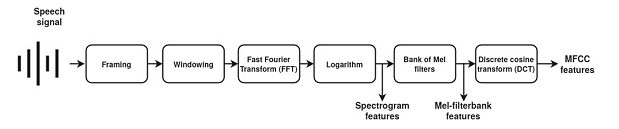 Speech
signal
Framing
Windowing
Fast Fourier
Transform (FFT)
Logarithm
Bank of Mel
filters
Discrete cosine
transform (DCT)
MFCC
features
Spectrogram
features
Mel-filterbank
features